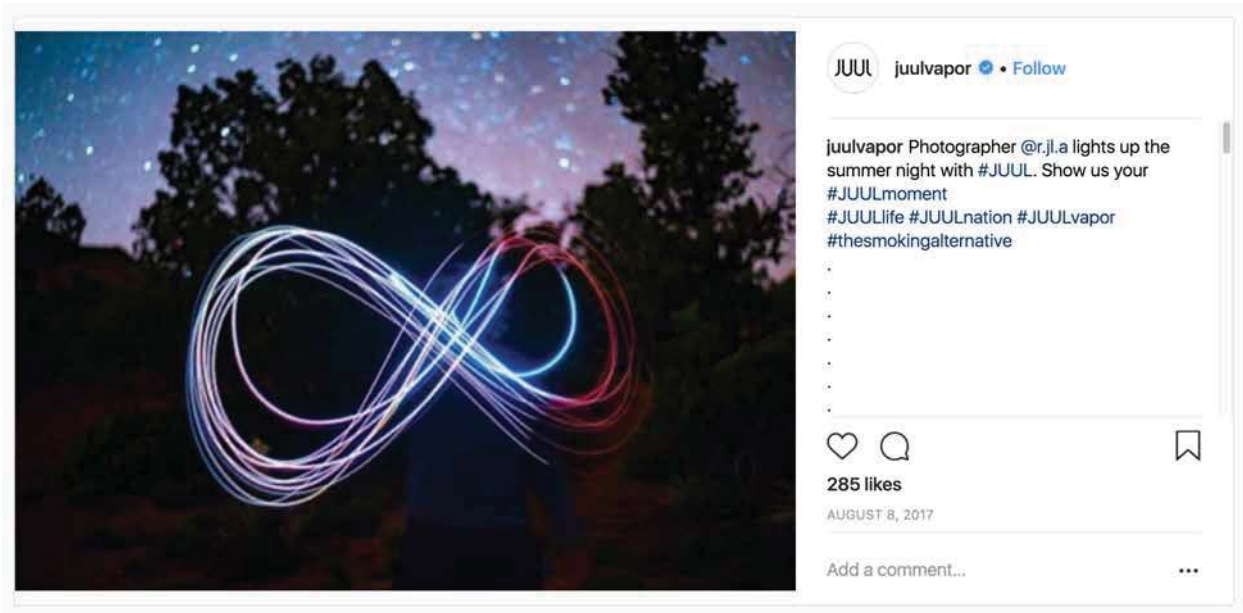 JUUL
juulvapor • Follow
juulvapor Photographer @r.jl.a lights up the
summer night with #JUUL. Show us your
#JUULmoment
#JUULlife #JUULnation #JUULvapor
#thesmokingalternative
.
.
.
.
.
.
.
285 likes
AUGUST 8, 2017
Add a comment...